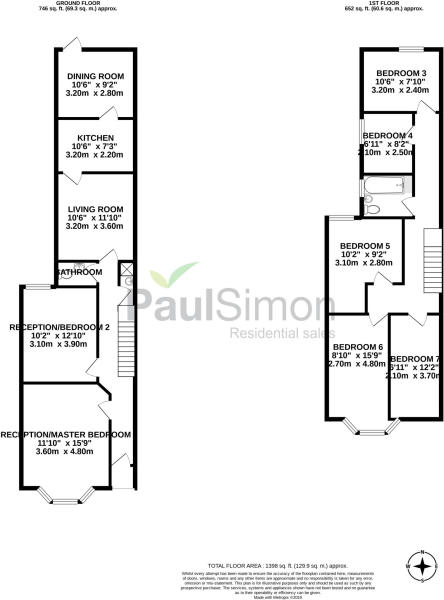 GROUND FLOOR
746 sq. ft. (69.3 sq. m.) approx.
1ST FLOOR
652 sq. ft. (60.6 sq. m.) approx.
DINING ROOM
10'6" x 9'2"
3.20m x 2.80m
KITCHEN
10'6" x 7'3"
3.20m x 2.20m
LIVING ROOM
10'6" x 11'10"
3.20m x 3.60m
BATHROOM
RECEPTION/BEDROOM 2
10'2" x 12'10"
3.10m x 3.90m
RECEPTION/MASTER BEDROOM
11'10" x 15'9"
3.60m x 4.80m
BEDROOM 3
10'6" x 7'10"
3.20m x 2.40m
BEDROOM 4
6'11" x 8'2"
2.10m x 2.50m
BEDROOM 5
10'2" x 9'2"
3.10m x 2.80m
BEDROOM 6
8'10" x 15'9"
2.70m x 4.80m
BEDROOM 7
6'11" x 12'2"
2.10m x 3.70m
PaulSimon
Residential sales
TOTAL FLOOR AREA : 1398 sq. ft. (129.9 sq. m.) approx.
Whilst every attempt has been made to ensure the accuracy of the floorplan contained here, measurements
of doors, windows, rooms and any other items are approximate and no responsibility is taken for any error,
omission or mis-statement. This plan is for illustrative purposes only and should be used as such by any
prospective purchaser. The services, systems and appliances shown have not been tested and no guarantee
as to their operability or efficiency can be given.
Made with Metropix ©2019
N
W
E
S